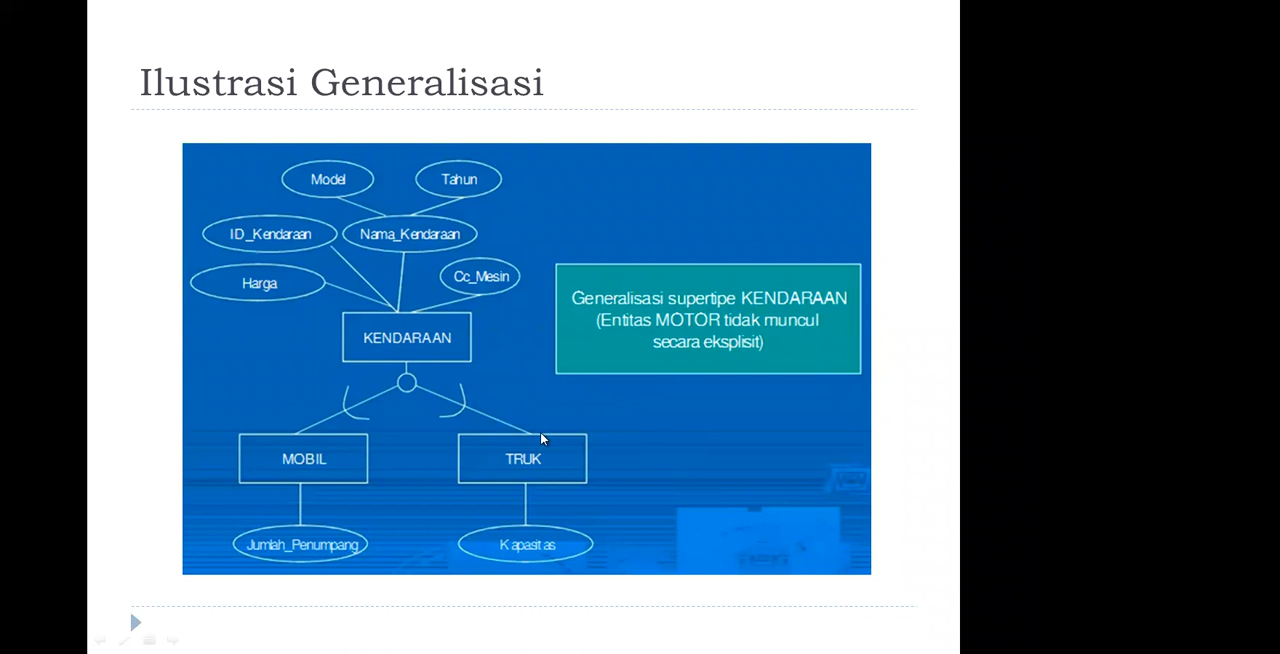 Ilustrasi Generalisasi
Model
Tahun
ID_Kendaraan
Nama_Kendaraan
Harga
Cc_Mesin
KENDARAAN
Generalisasi supertipe KENDARAAN
(Entitas MOTOR tidak muncul
secara eksplisit)
MOBIL
TRUK
Jumlah_Penumpang
Kapasitas